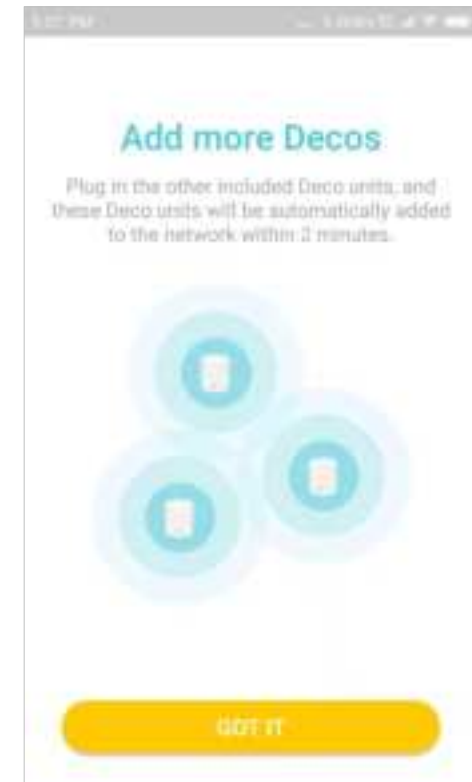 Add more Decos
Plug in the other included Deco units, and
these Deco units will be automatically added
to the network within 2 minutes.
GOT IT